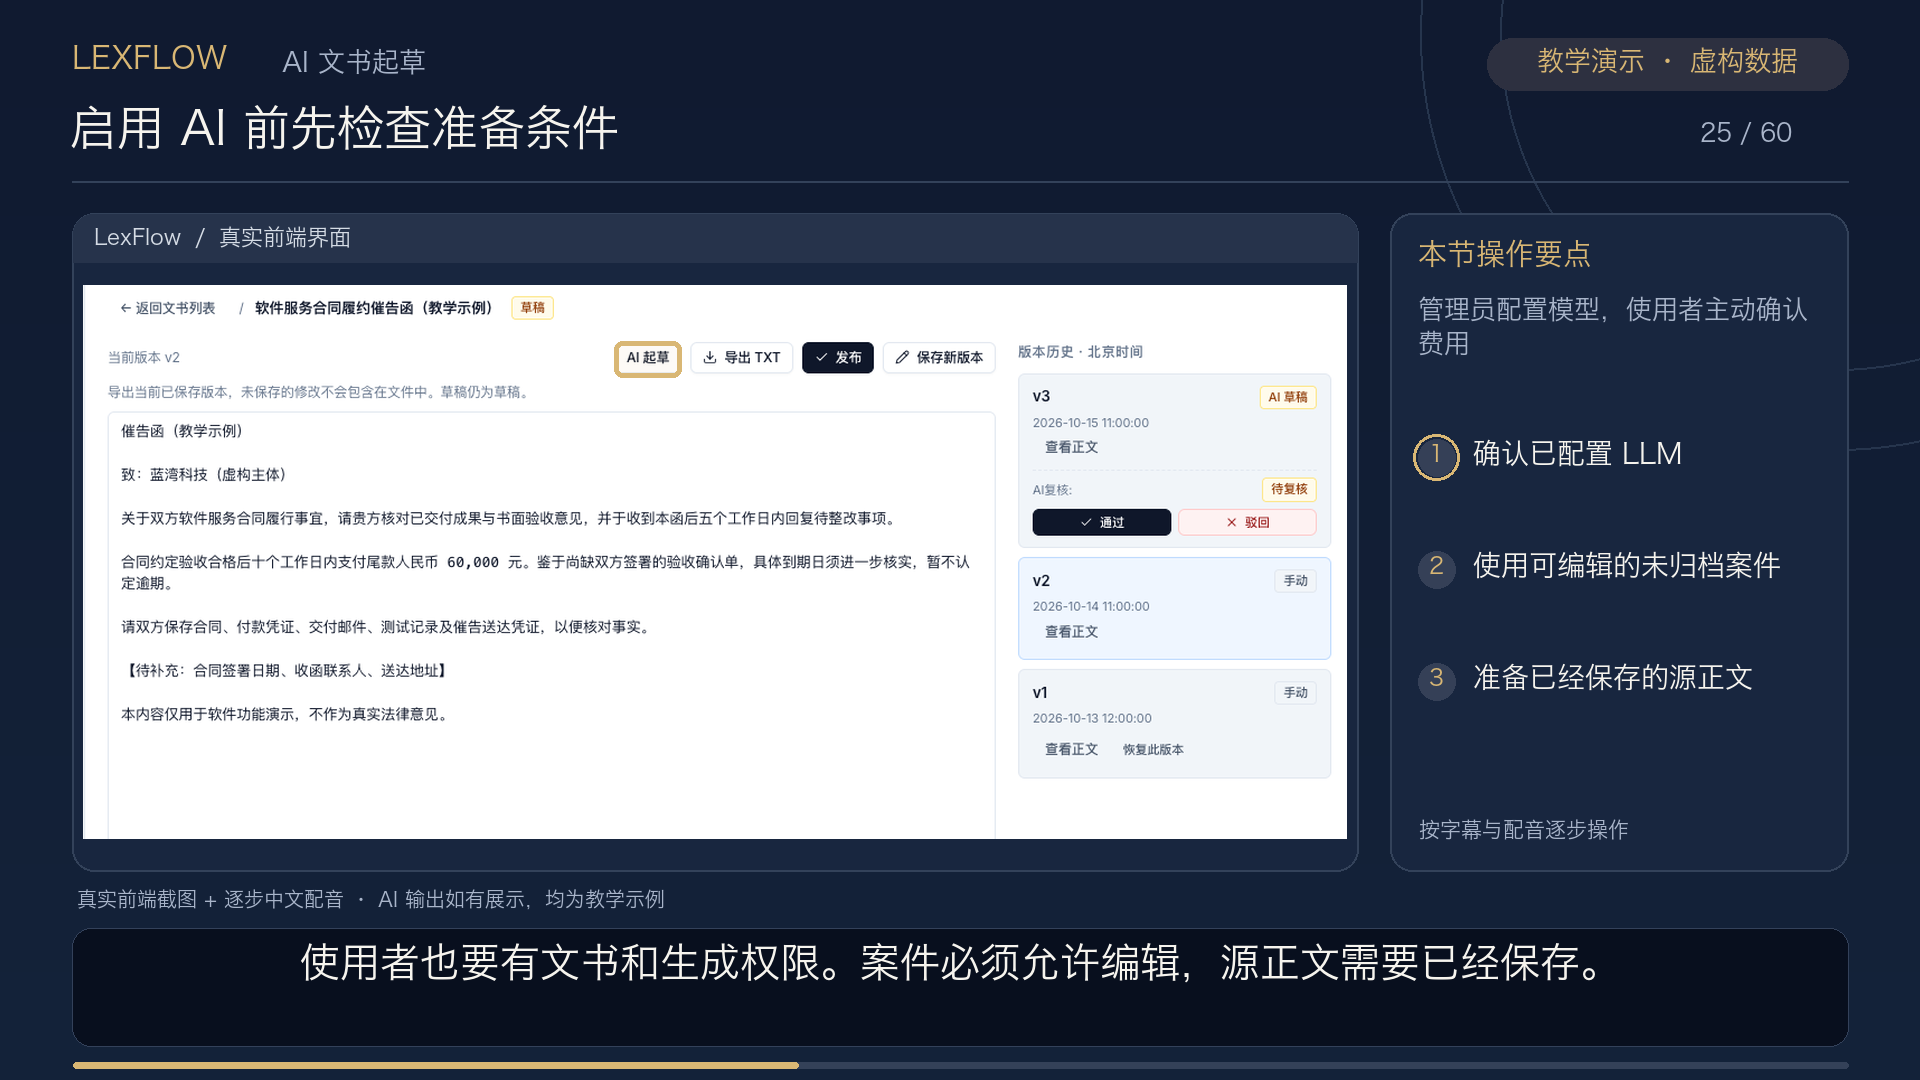 LEXFLOW AI 文书起草
教学演示 · 虚构数据
启用 AI 前先检查准备条件
25 / 60
LexFlow / 真实前端界面
← 返回文书列表 / 软件服务合同履约催告函（教学示例） 草稿
当前版本 v2
AI 起草 导出 TXT 发布 保存新版本
导出当前已保存版本，未保存的修改不会包含在文件中。草稿仍为草稿。
催告函（教学示例）
致：蓝湾科技（虚构主体）
关于双方软件服务合同履行事宜，请贵方核对已交付成果与书面验收意见，并于收到本函后五个工作日内回复待整改事项。
合同约定验收合格后十个工作日内支付尾款人民币 60,000 元。鉴于尚缺双方签署的验收确认单，具体到期日须进一步核实，暂不认
定逾期。
请双方保存合同、付款凭证、交付邮件、测试记录及催告送达凭证，以便核对事实。
【待补充：合同签署日期、收函联系人、送达地址】
本内容仅用于软件功能演示，不作为真实法律意见。
版本历史 · 北京时间
v3 AI 草稿
2026-10-15 11:00:00
查看正文
AI复核: 待复核
通过 驳回
v2 手动
2026-10-14 11:00:00
查看正文
v1 手动
2026-10-13 12:00:00
查看正文 恢复此版本
本节操作要点
管理员配置模型，使用者主动确认
费用
1 确认已配置 LLM
2 使用可编辑的未归档案件
3 准备已经保存的源正文
按字幕与配音逐步操作
真实前端截图 + 逐步中文配音 · AI 输出如有展示，均为教学示例
使用者也要有文书和生成权限。案件必须允许编辑，源正文需要已经保存。